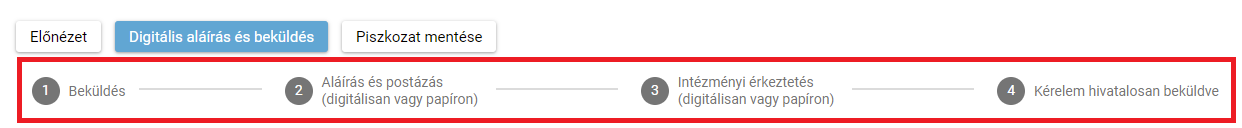 Előnézet Digitális aláírás és beküldés Piszkozat mentése
1 Beküldés
2 Aláírás és postázás
(digitálisan vagy papíron)
3 Intézményi érkeztetés
(digitálisan vagy papíron)
4 Kérelem hivatalosan beküldve